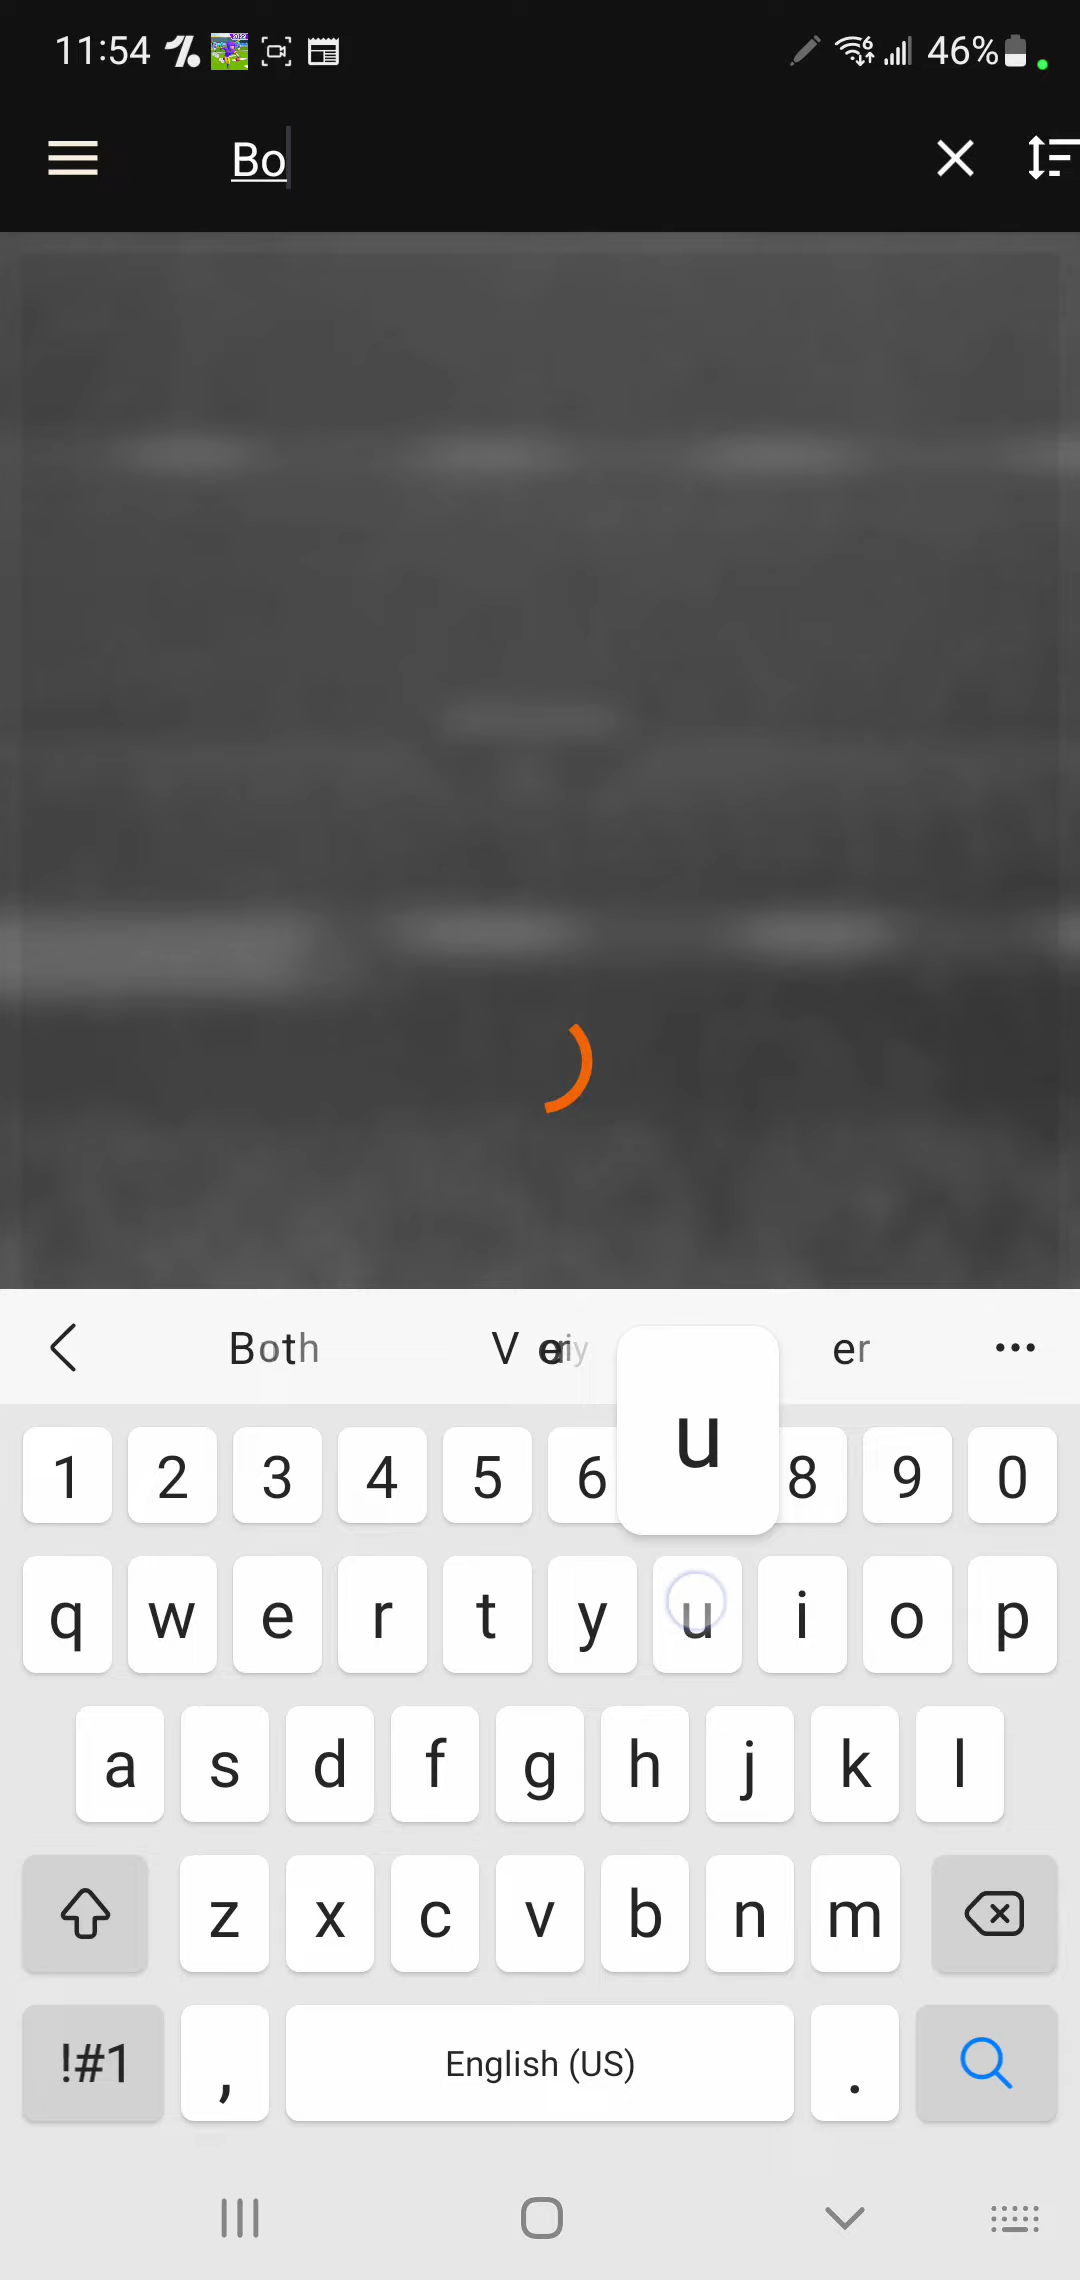 11:54 46%
Bo
Both er
u
1 2 3 4 5 6 8 9 0
q w e r t y u i o p
a s d f g h j k l
z x c v b n m
!#1 , English (US) .